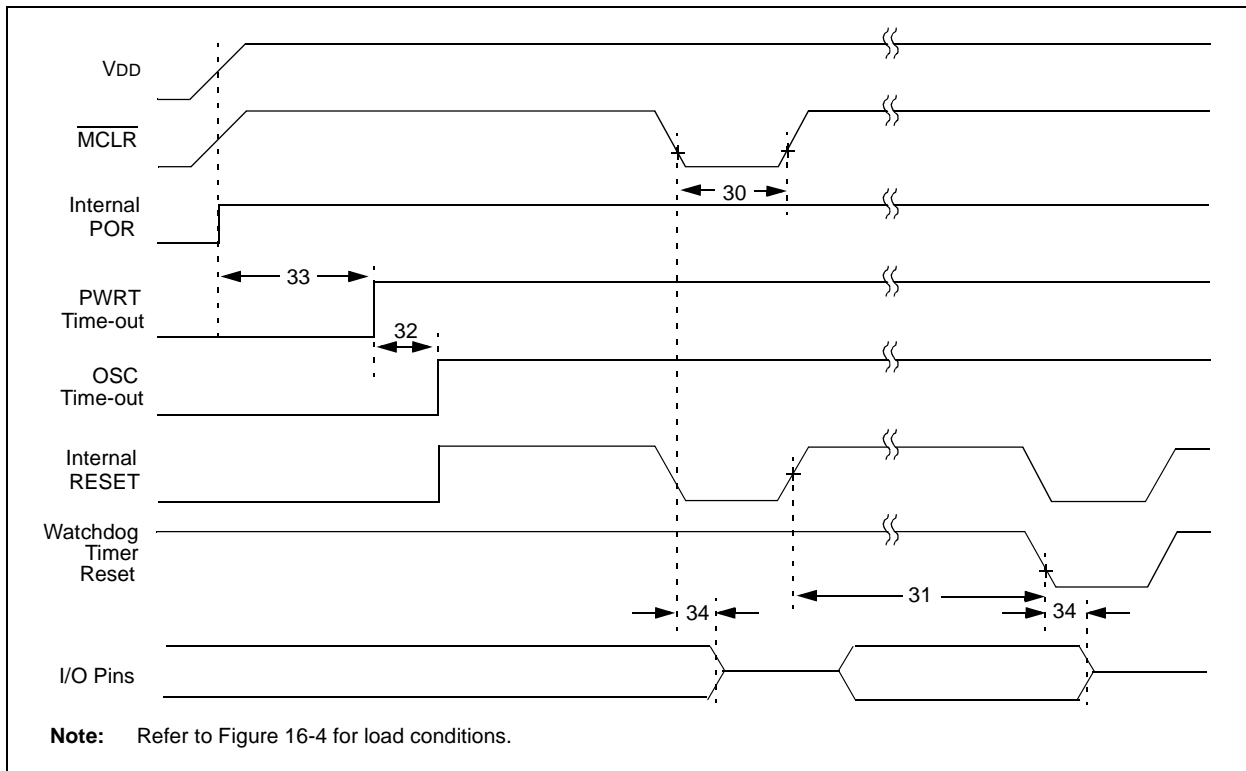 VDD
MCLR
30
Internal
POR
33
PWRT
Time-out
32
OSC
Time-out
Internal
RESET
Watchdog
Timer
Reset
31
34
34
I/O Pins
Note: Refer to Figure 16-4 for load conditions.